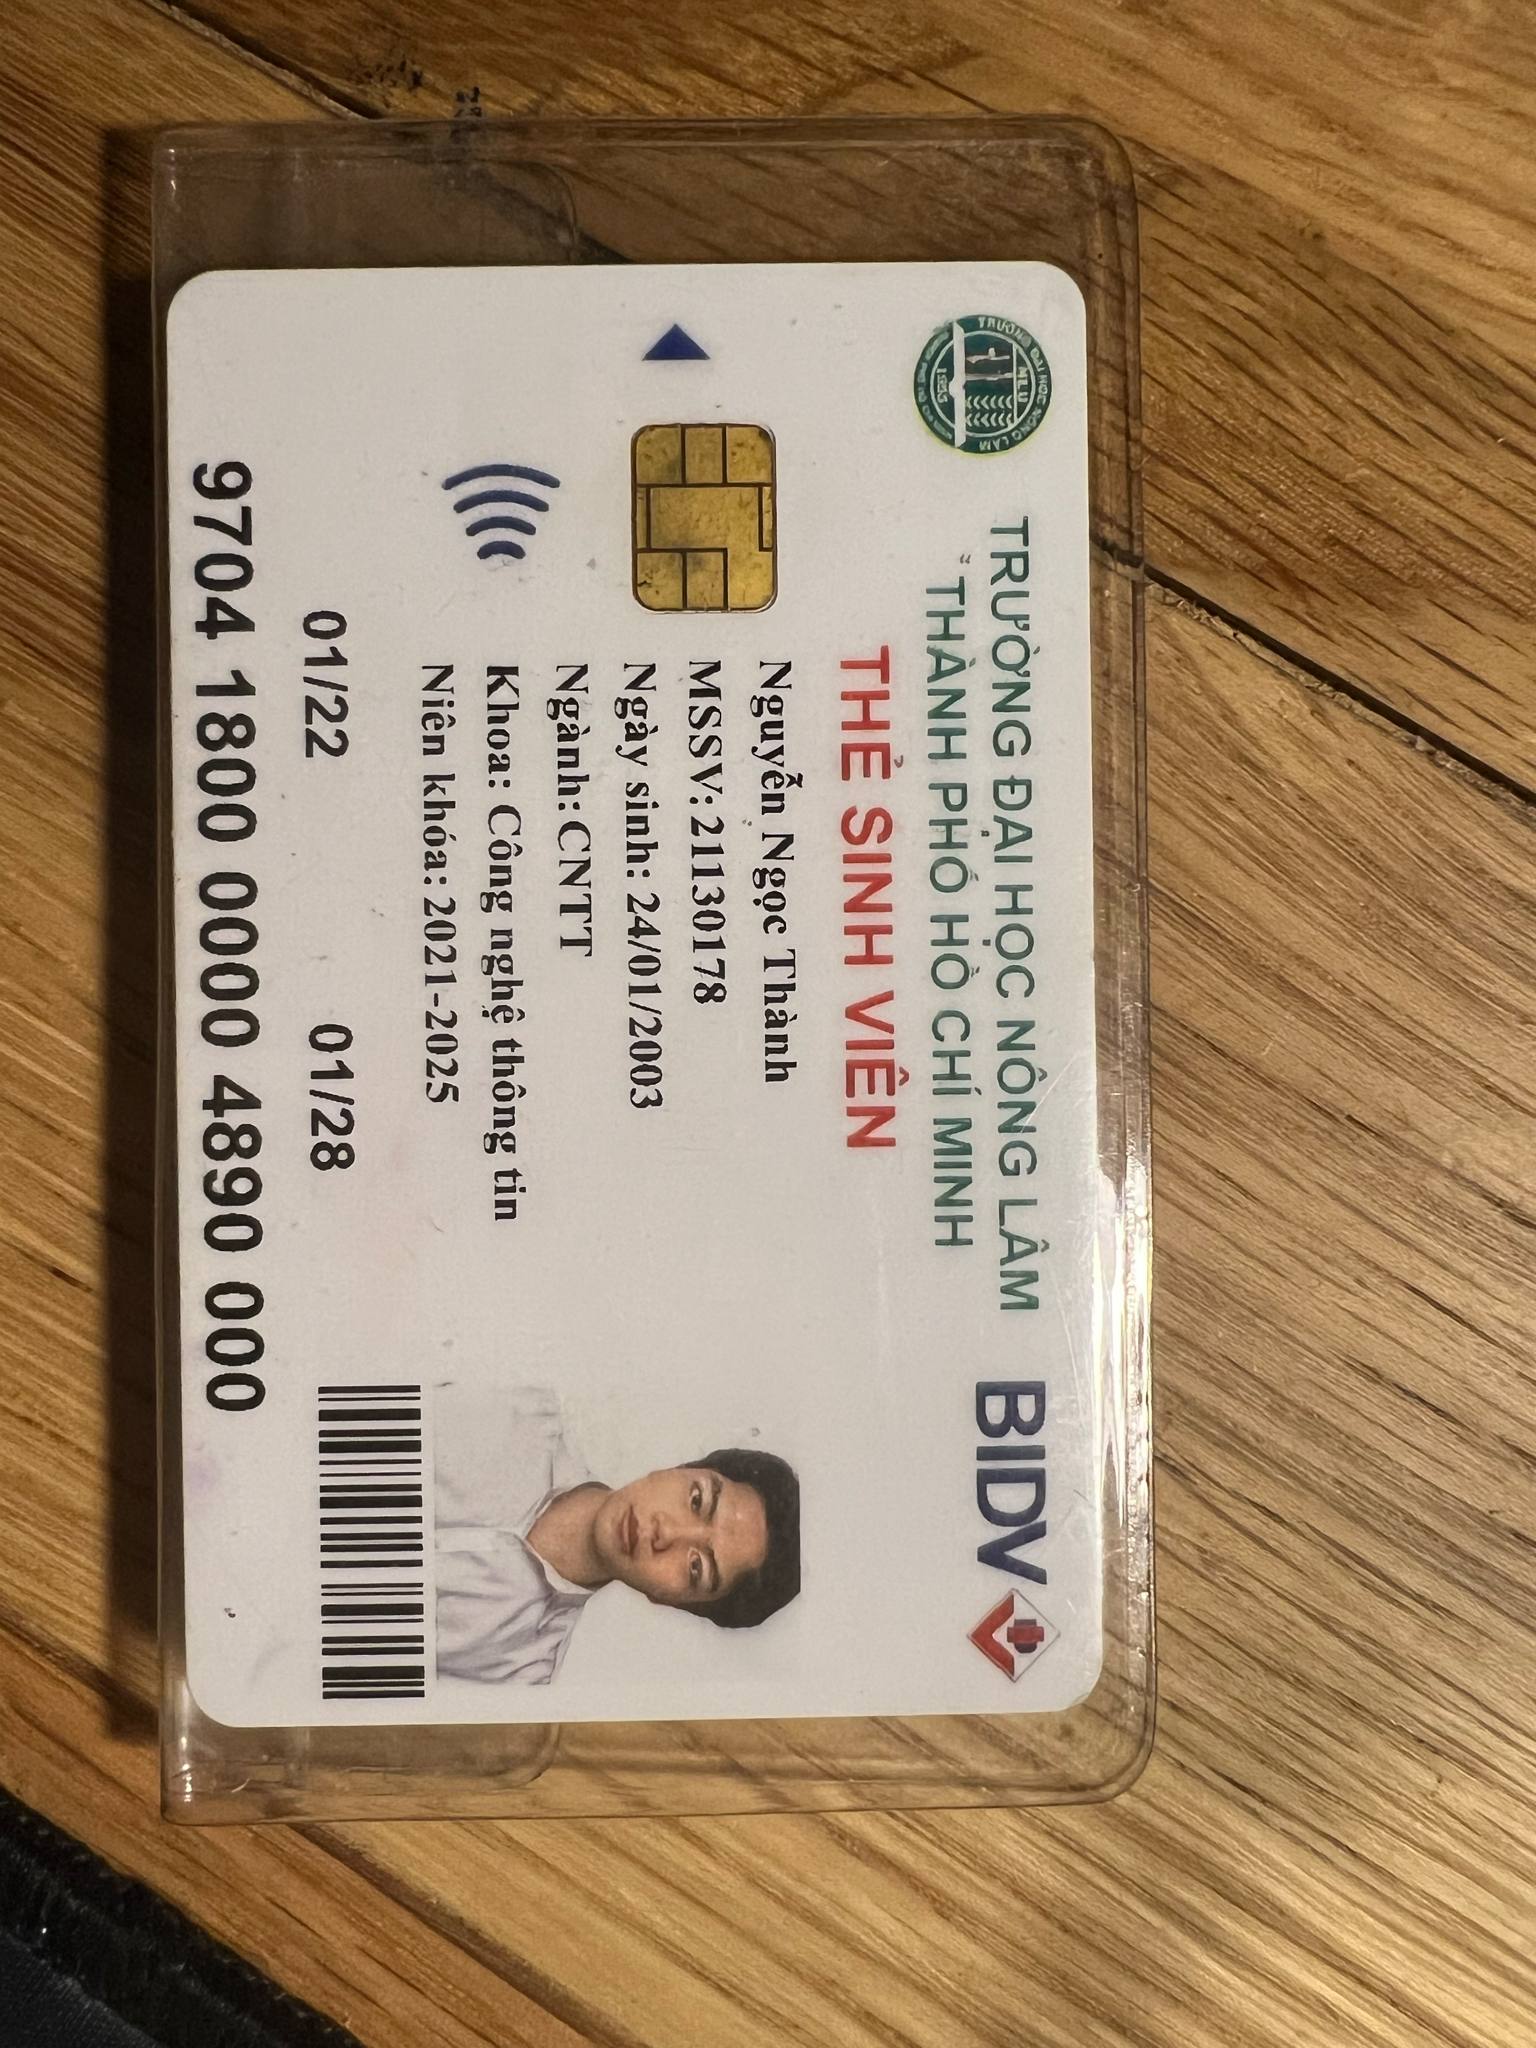 TRƯỜNG ĐẠI HỌC NÔNG LÂM
THÀNH PHỐ HỒ CHÍ MINH
BIDV
THẺ SINH VIÊN
Nguyễn Ngọc Thành
MSSV: 21130178
Ngày sinh: 24/01/2003
Ngành: CNTT
Khoa: Công nghệ thông tin
Niên khóa: 2021-2025
01/22 01/28
9704 1800 0000 4890 000